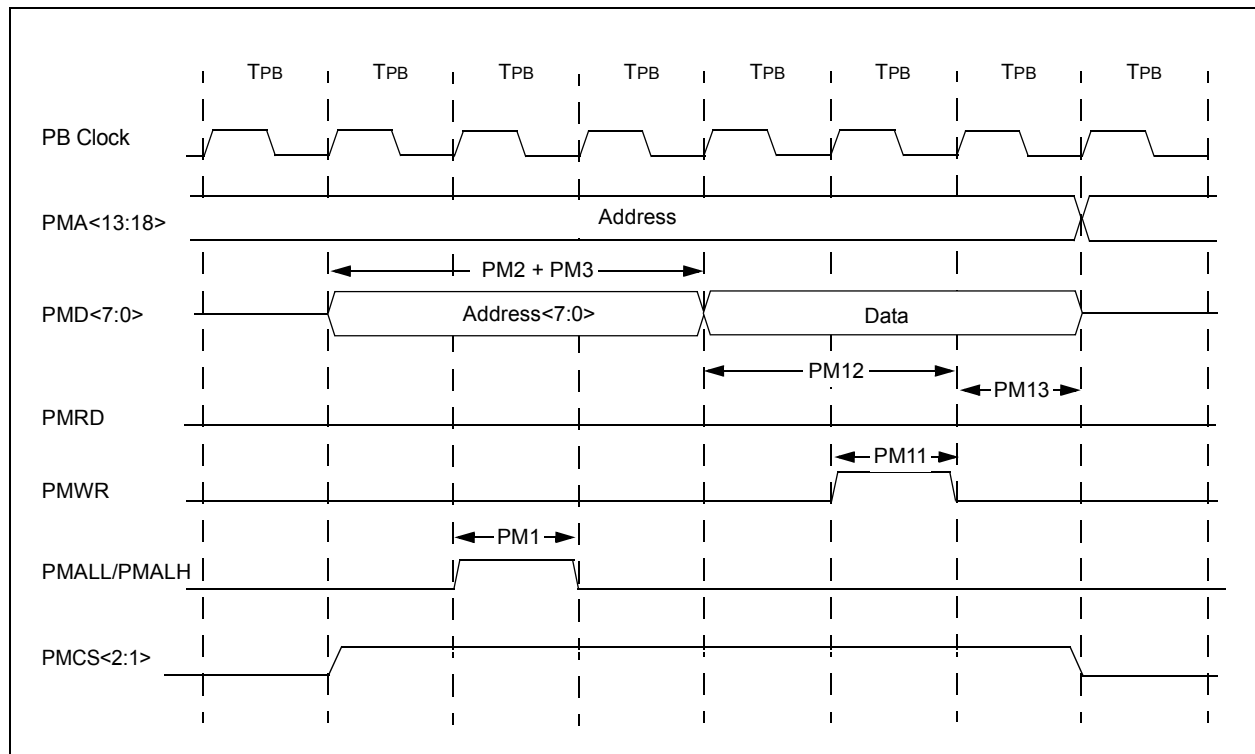 TPB TPB TPB TPB TPB TPB TPB TPB
PB Clock
PMA<13:18> Address
PM2 + PM3
PMD<7:0> Address<7:0> Data
PM12
PM13
PMRD
PM11
PMWR
PM1
PMALL/PMALH
PMCS<2:1>